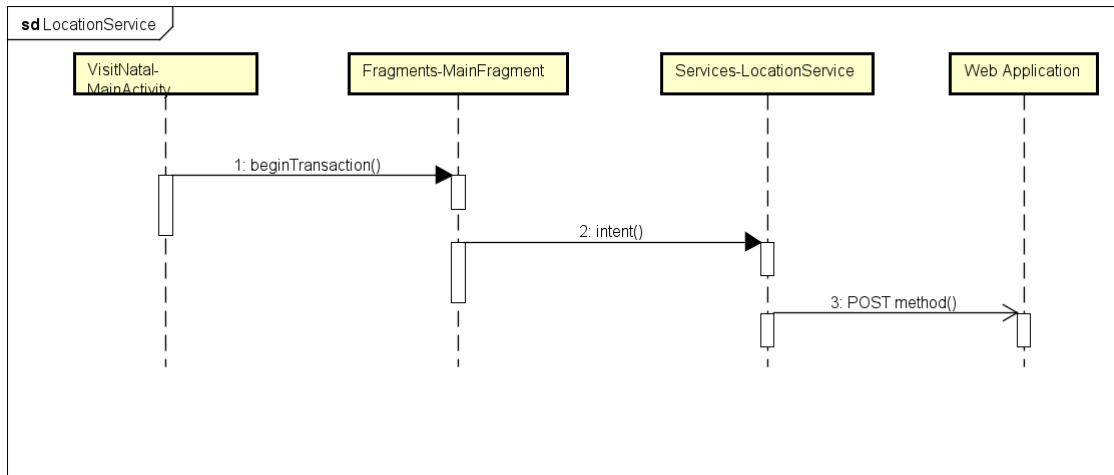 sd LocationService
VisitNatal-
MainActivity
Fragments-MainFragment
Services-LocationService
Web Application
1: beginTransaction()
2: intent()
3: POST method()